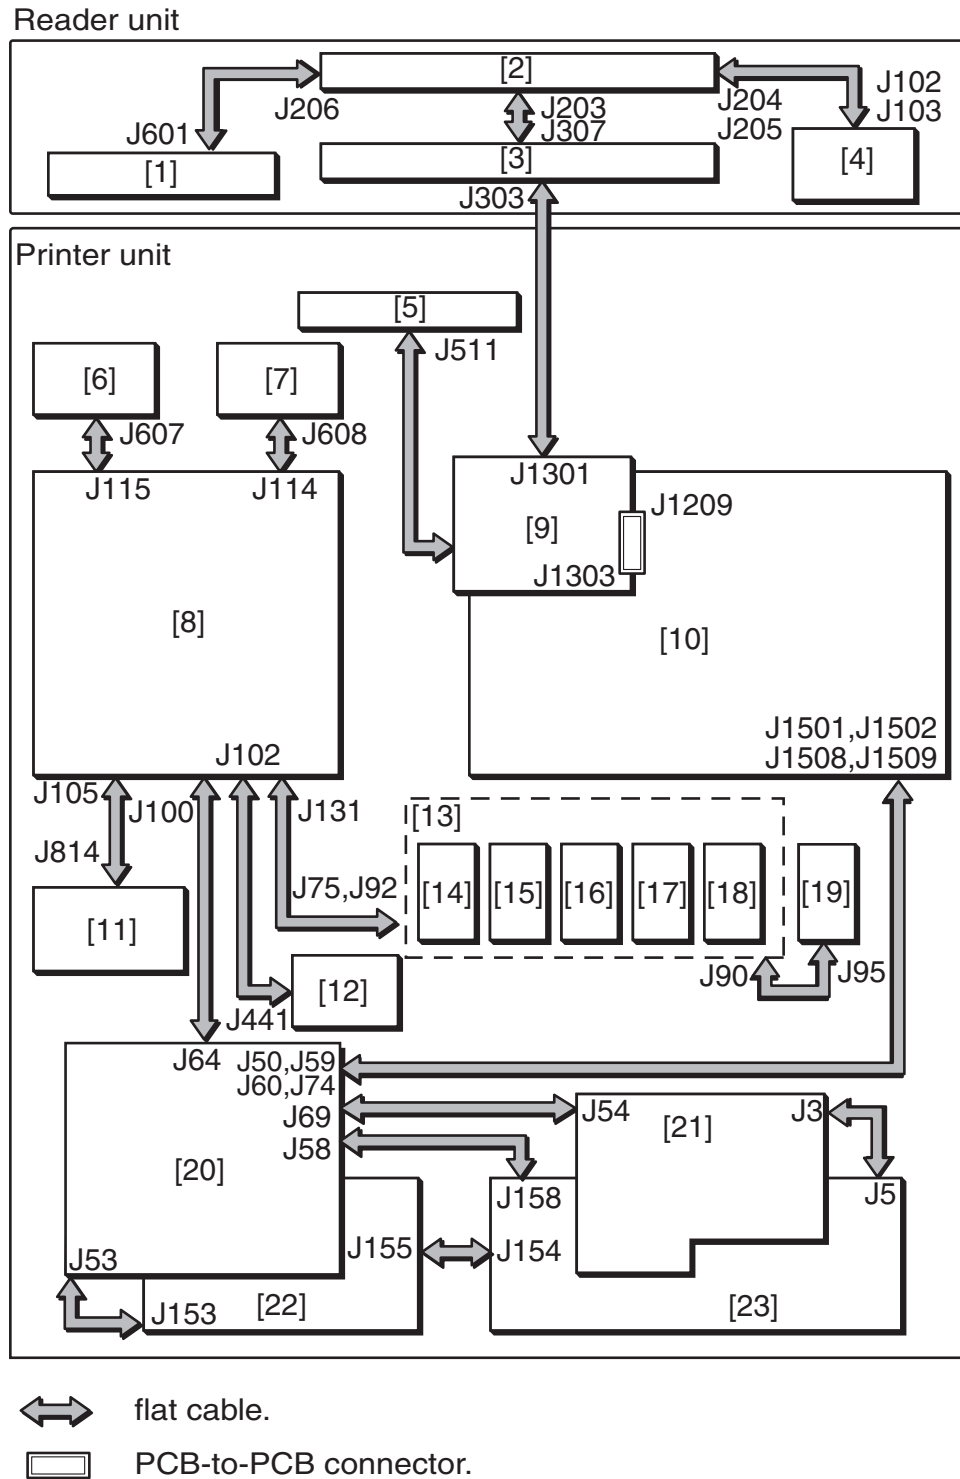 Reader unit
[2]
J206
J203
J307
J204
J205
J102
J103
J601
[1]
[3]
[4]
J303
Printer unit
[5]
J511
[6]
[7]
J607
J608
J115
J114
J1301
[9]
J1209
J1303
[8]
[10]
J1501,J1502
J1508,J1509
J102
J105
J100
J131
[13]
J814
J75,J92
[14]
[15]
[16]
[17]
[18]
[19]
[11]
[12]
J90
J95
J441
J64
J50,J59
J60,J74
J69
J58
J54
[21]
J3
[20]
J158
J5
J155
J154
J53
J153
[22]
[23]
flat cable.
PCB-to-PCB connector.